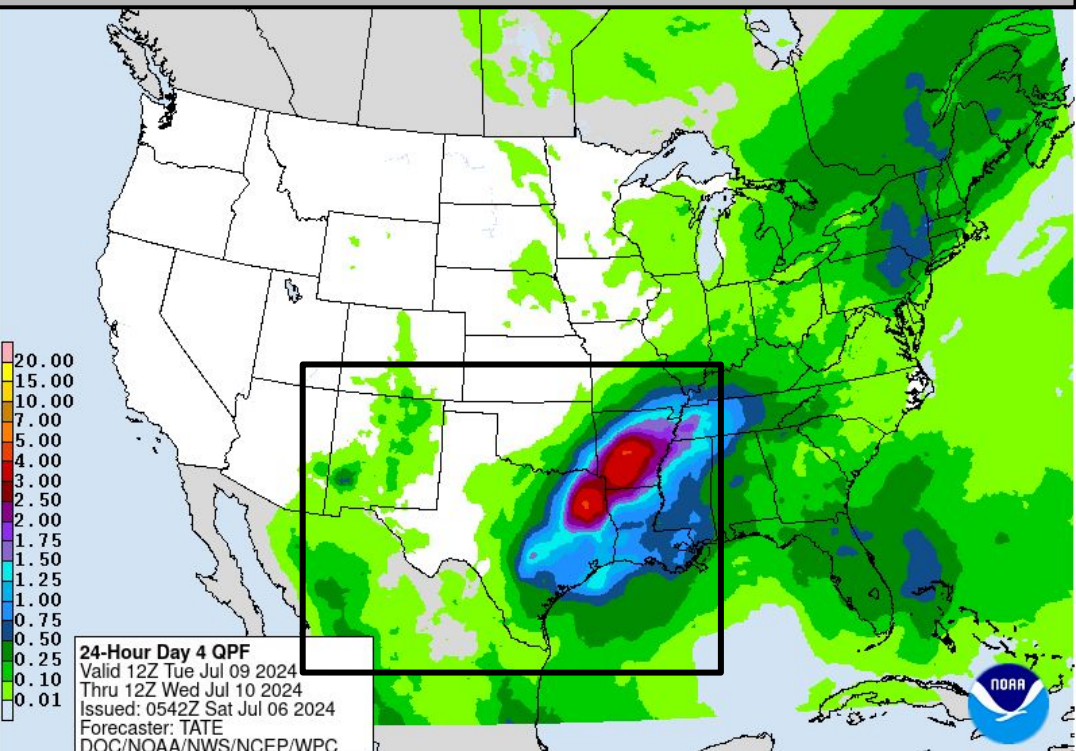 20.00
15.00
10.00
7.00
5.00
4.00
3.00
2.50
2.00
1.75
1.50
1.25
1.00
0.75
0.50
0.25
0.10
0.01
24-Hour Day 4 QPF
Valid 12Z Tue Jul 09 2024
Thru 12Z Wed Jul 10 2024
Issued: 0542Z Sat Jul 06 2024
Forecaster: TATE
DOC/NOAA/NWS/NCEP/WPC
NOAA